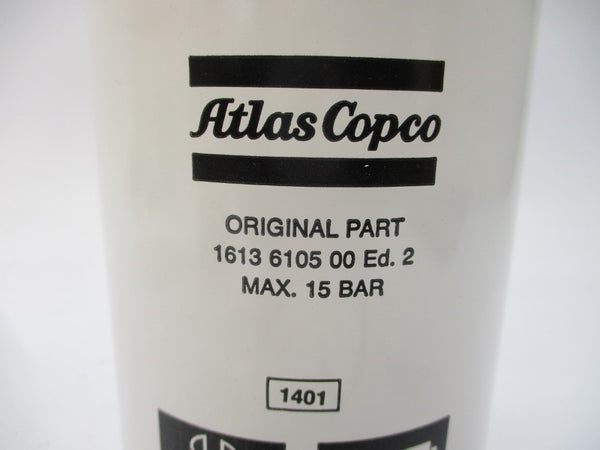 Atlas Copco
ORIGINAL PART
1613 6105 00 Ed. 2
MAX. 15 BAR
1401